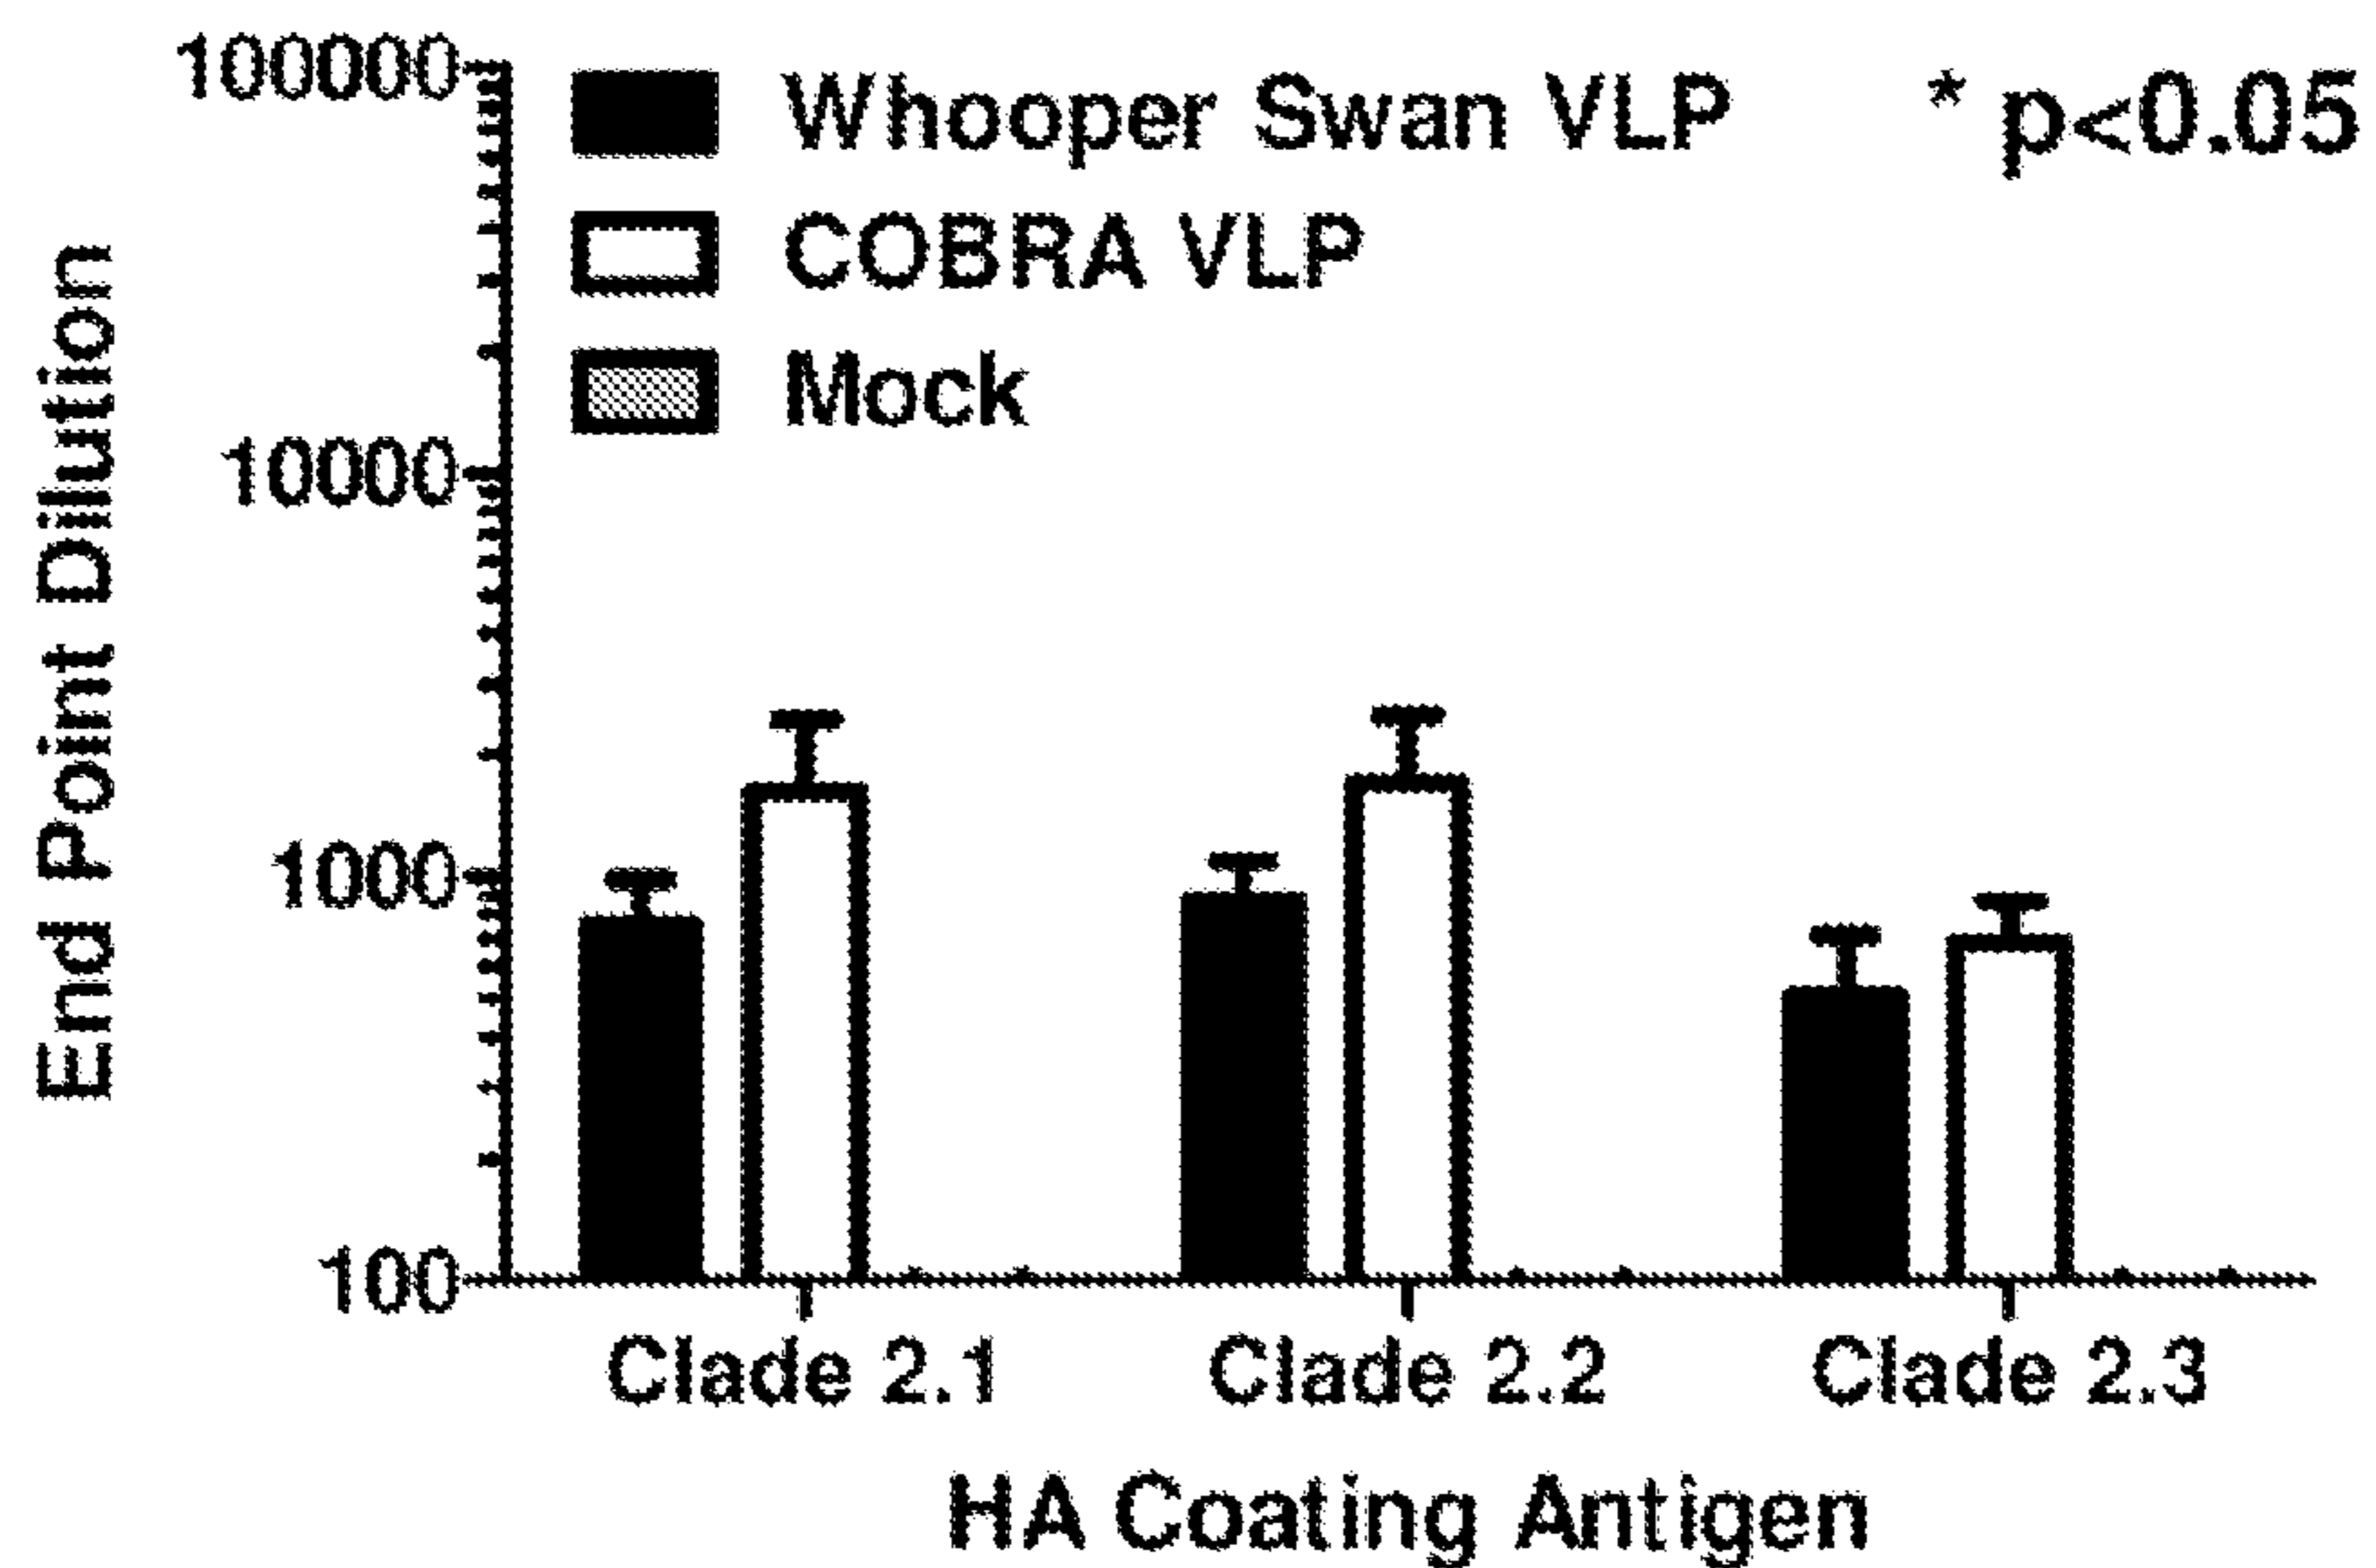 100000
Whooper Swan VLP
* p<0.05
COBRA VLP
Mock
10000
1000
100
End Point Dillution
Clade 2.1
Clade 2.2
Clade 2.3
HA Coating Antigen